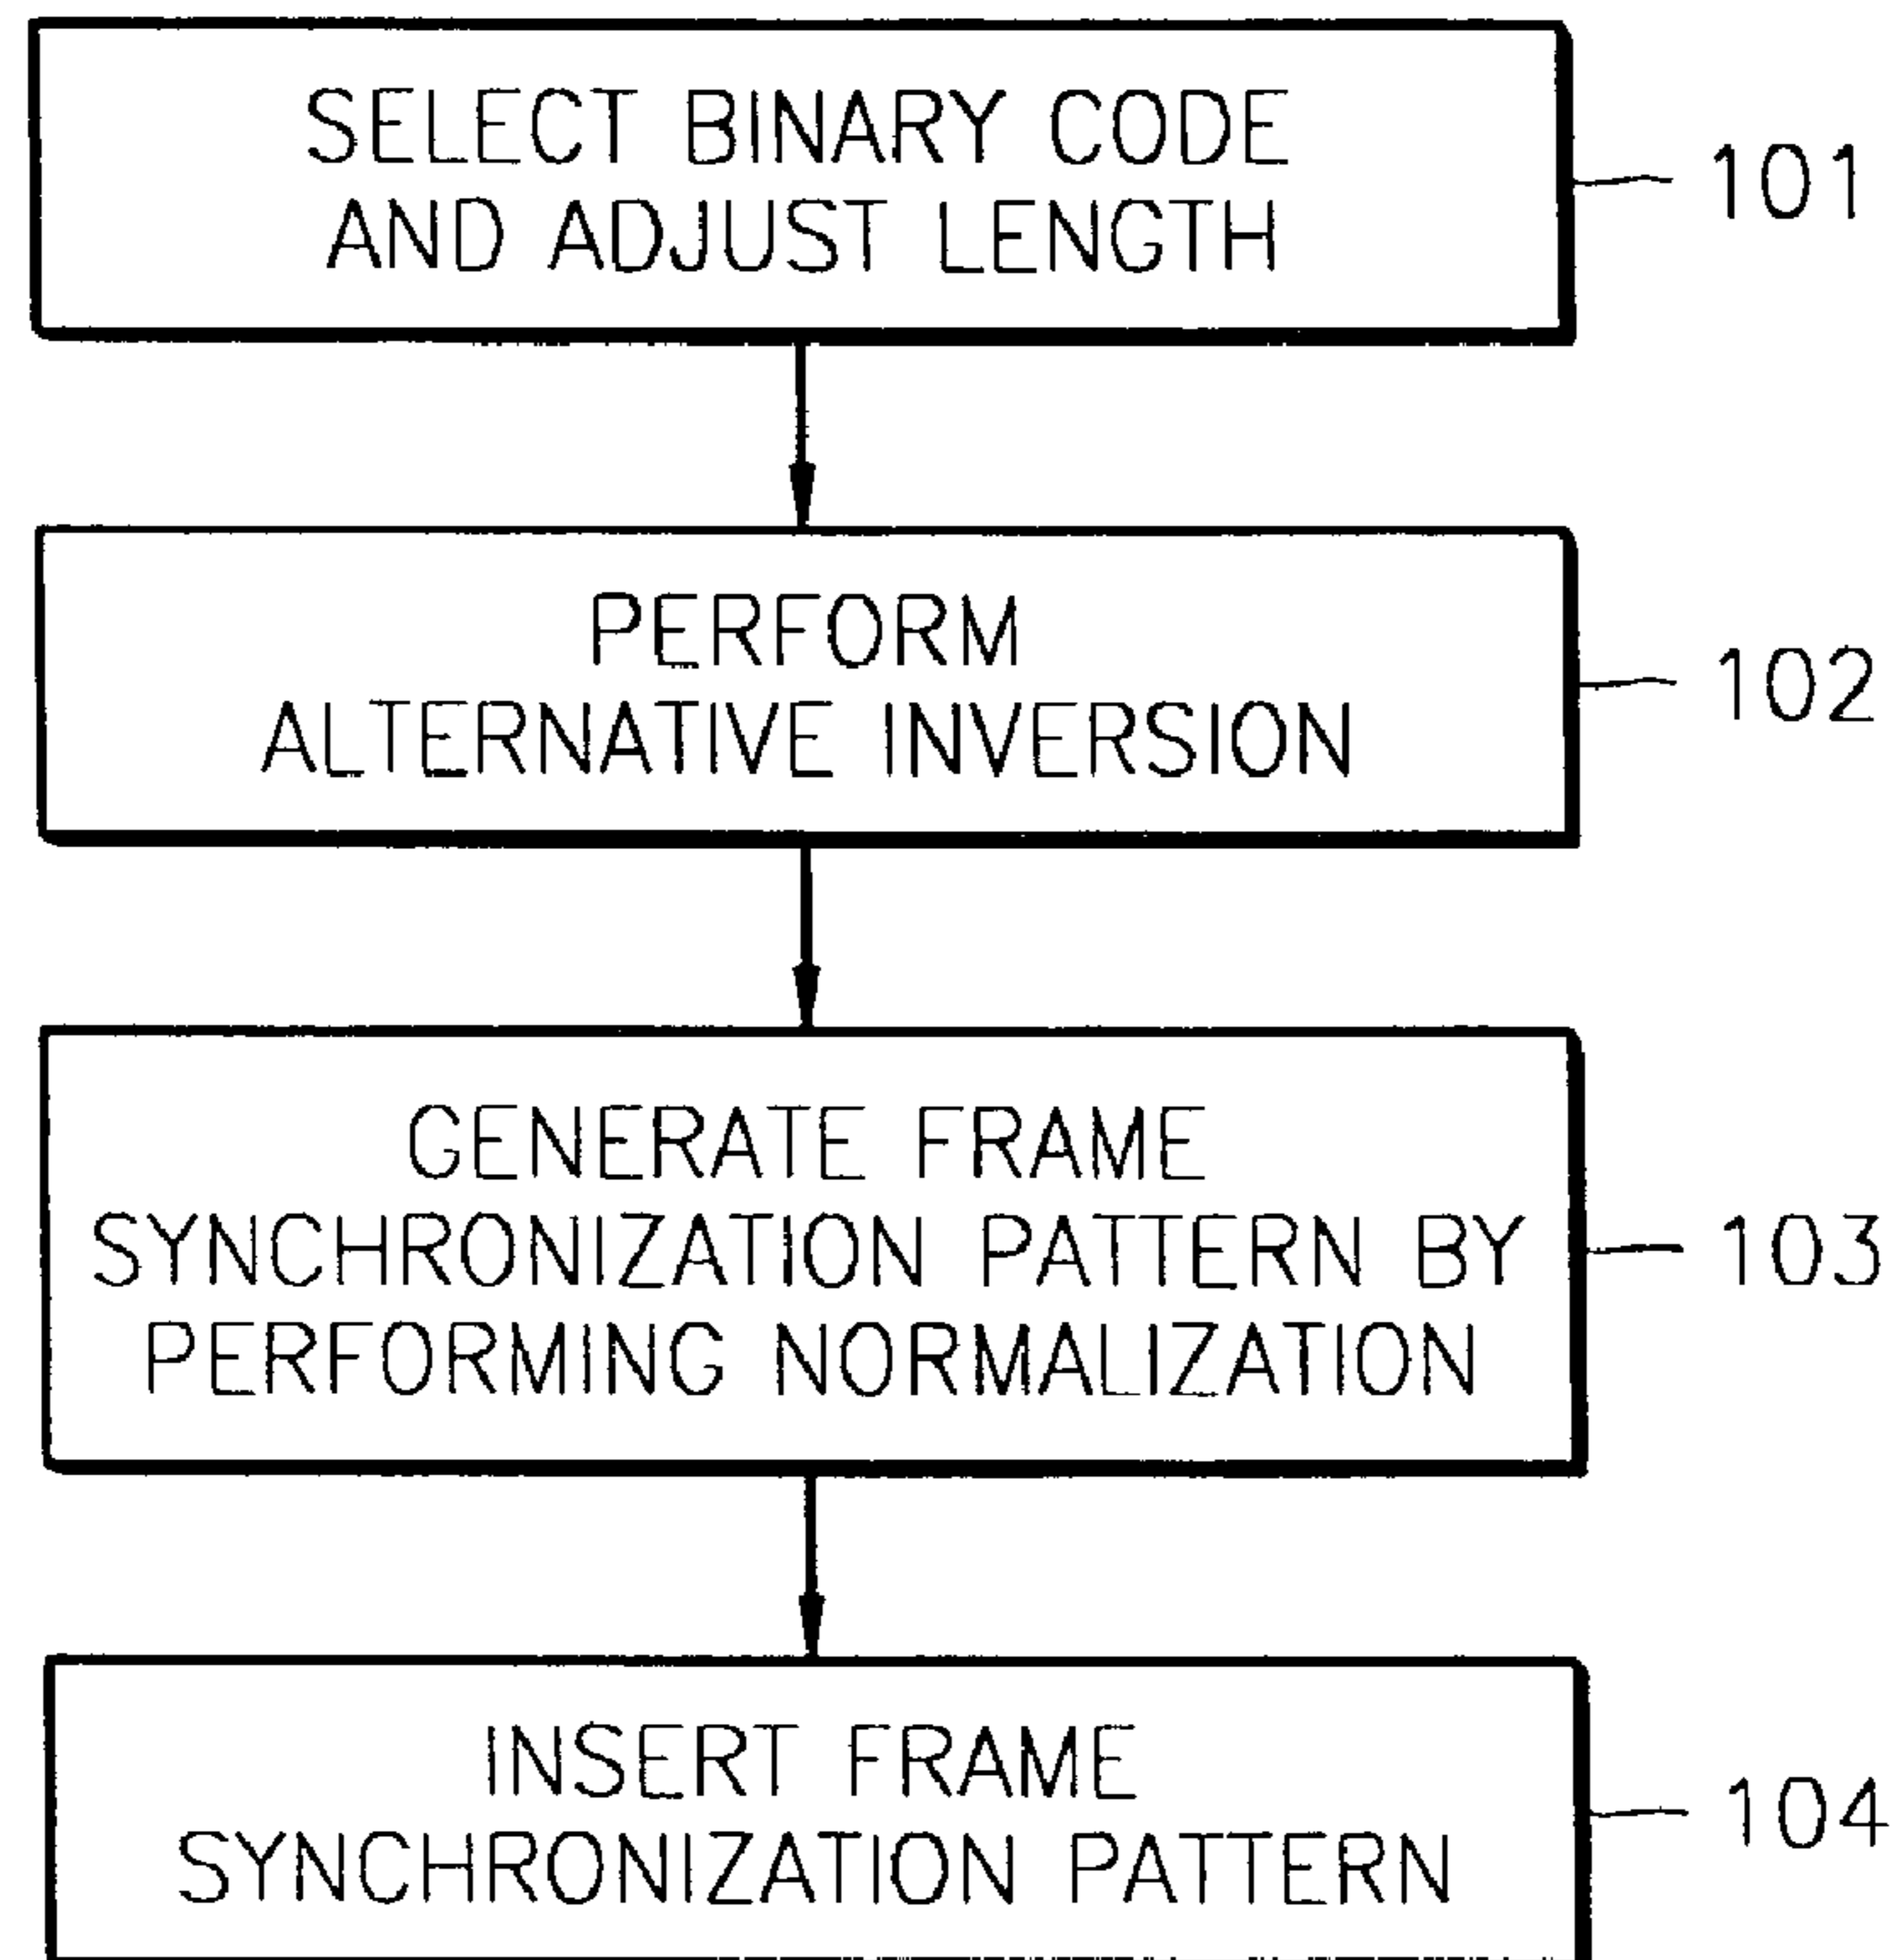 SELECT BINARY CODE
AND ADJUST LENGTH
101
PERFORM
ALTERNATIVE INVERSION
102
GENERATE FRAME
SYNCHRONIZATION PATTERN BY
PERFORMING NORMALIZATION
103
INSERT FRAME
SYNCHRONIZATION PATTERN
104